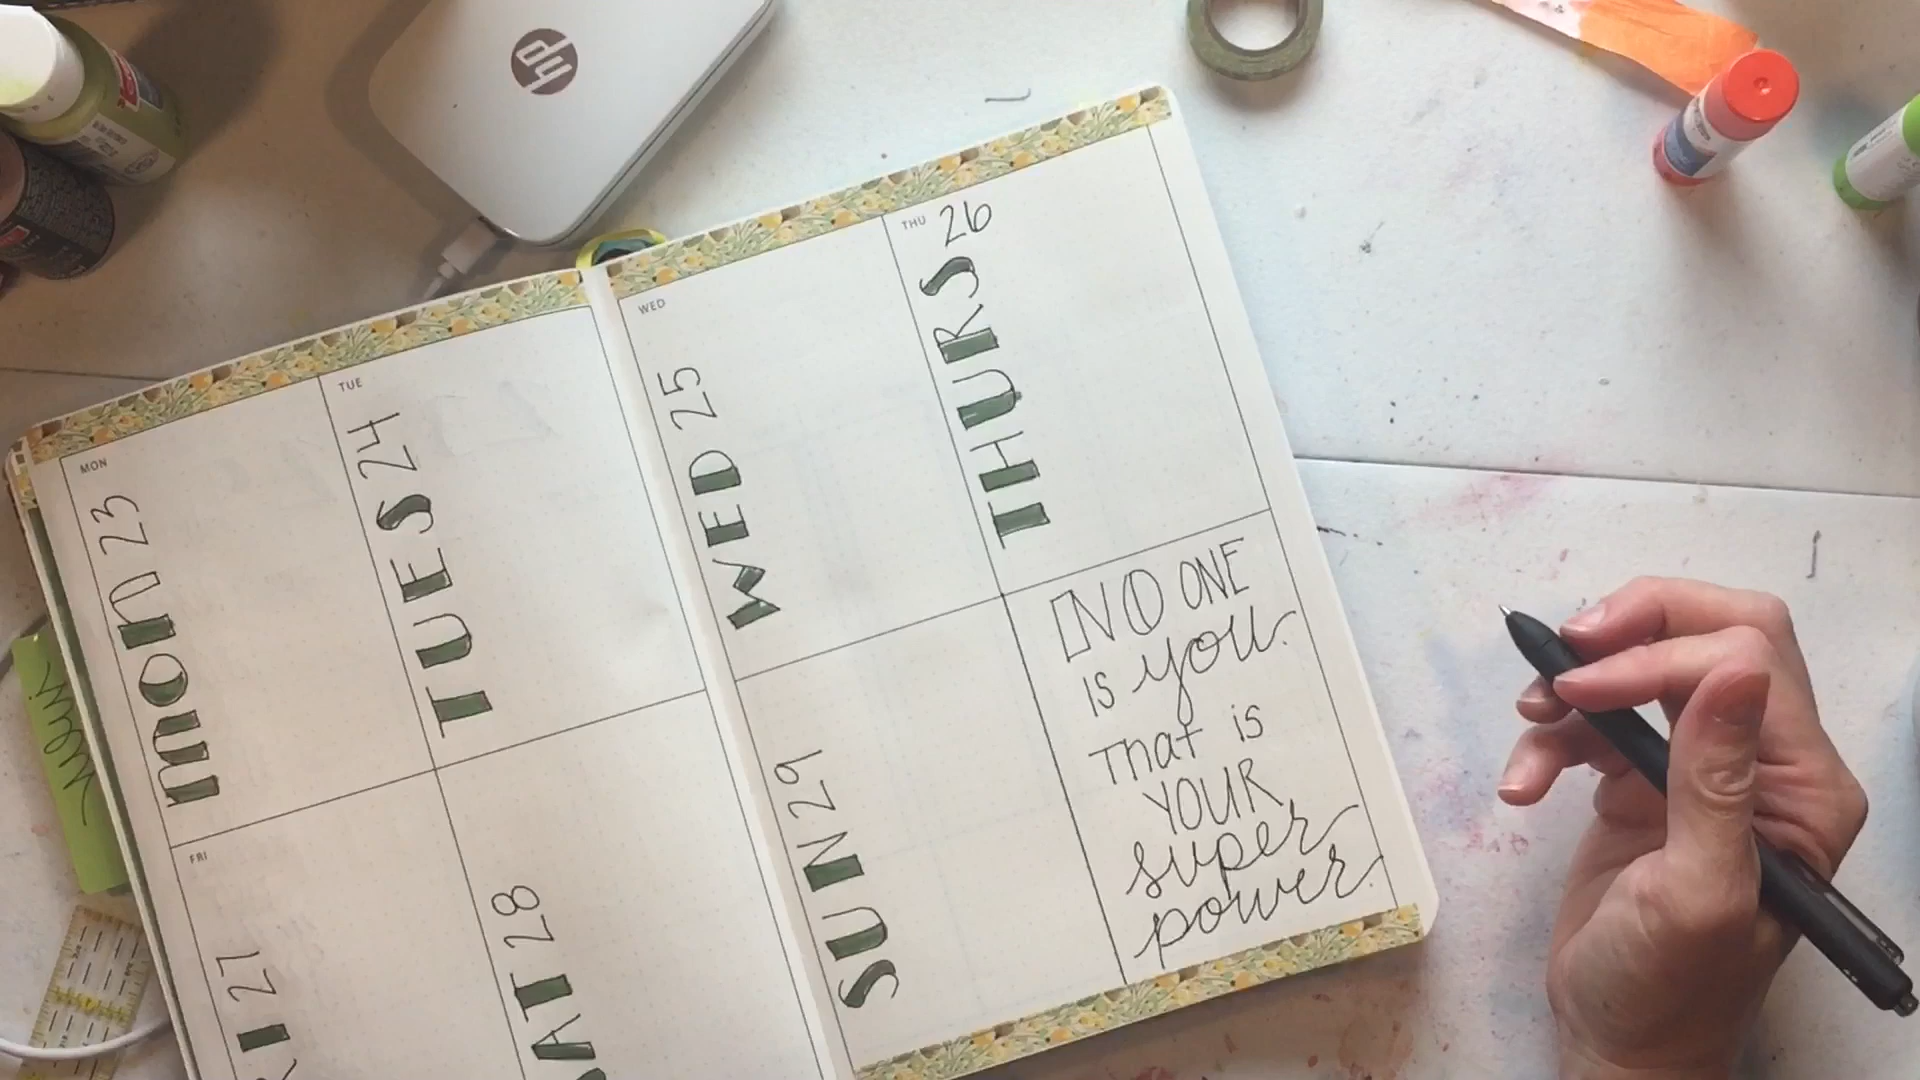 hp
MON
MON 23
TUE
TUES 24
WED
WED 25
THU
THURS 26
FRI
RI 27
AT 28
SUN 29
NO ONE
IS you.
That is
YOUR
super
power.